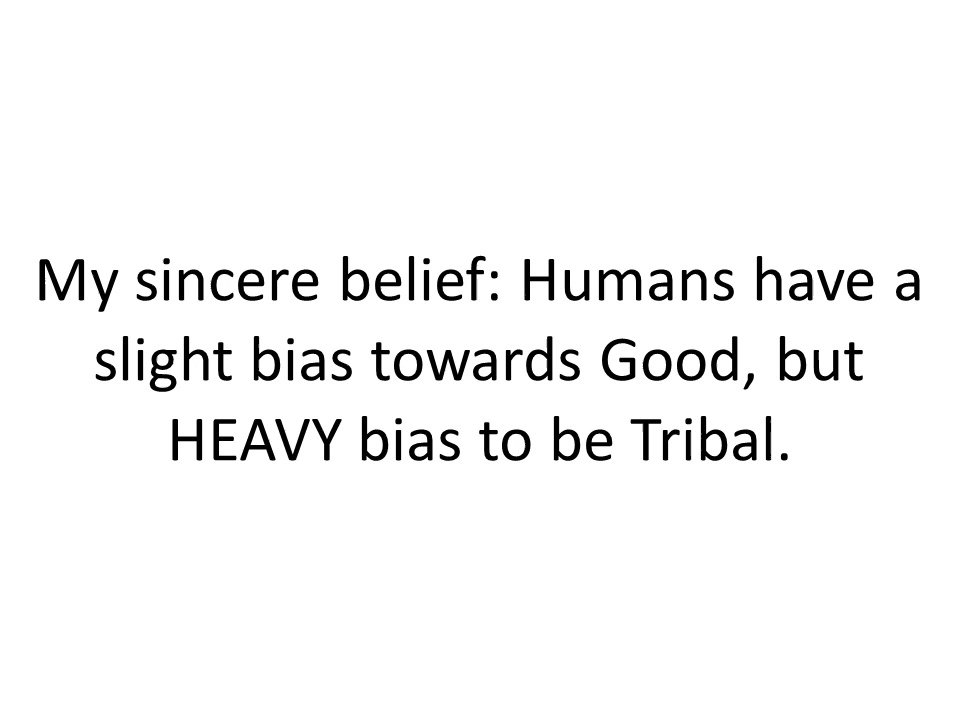 My sincere belief: Humans have a
slight bias towards Good, but
HEAVY bias to be Tribal.